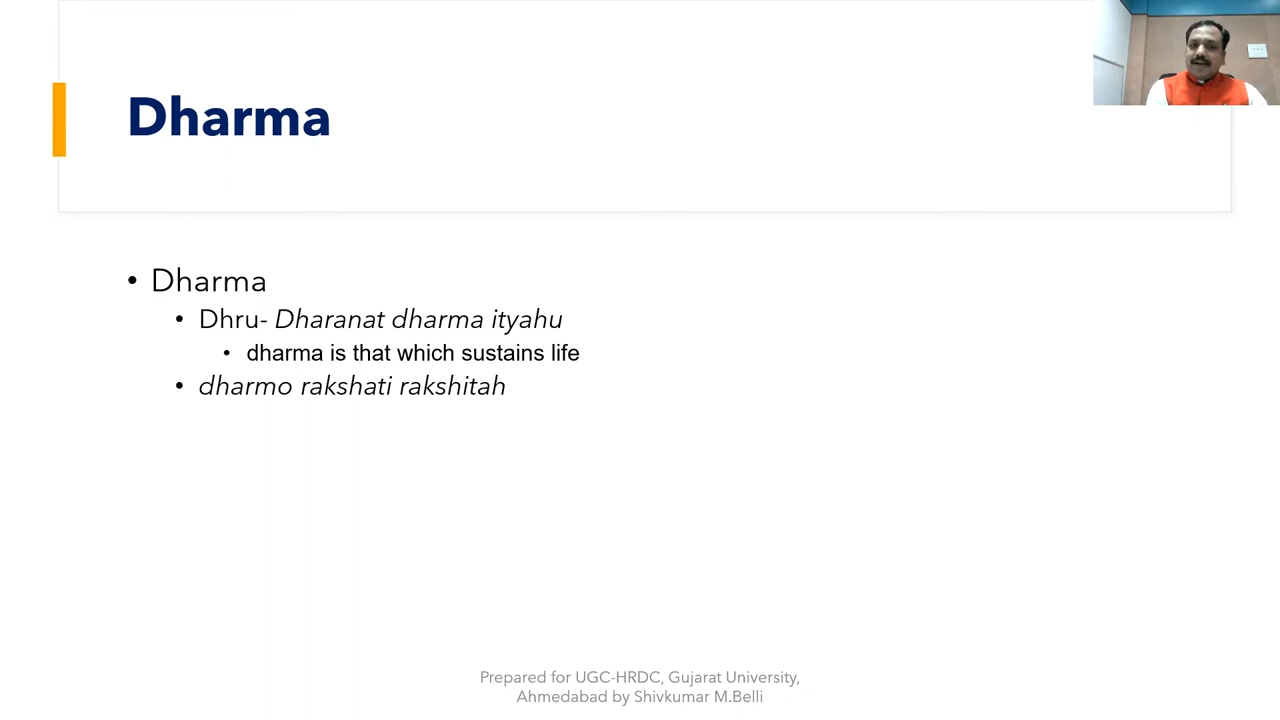 Dharma
• Dharma
• Dhru- Dharanat dharma ityahu
• dharma is that which sustains life
• dharmo rakshati rakshitah
Prepared for UGC-HRDC, Gujarat University,
Ahmedabad by Shivkumar M.Belli